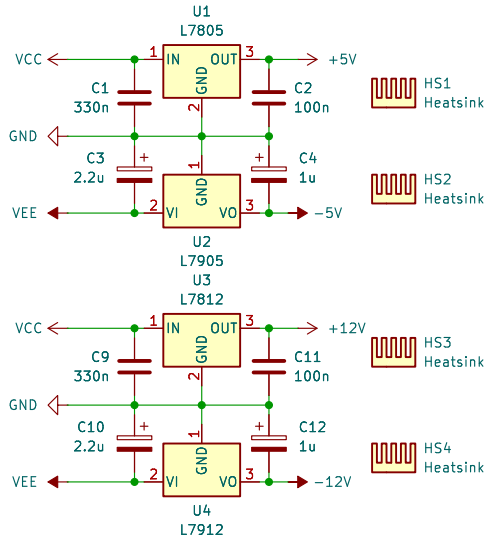 U1
L7805
VCC
1
IN
OUT
3
+5V
GND
2
C1
330n
C2
100n
HS1
Heatsink
GND
C3
2.2u
+
1
GND
+
C4
1u
HS2
Heatsink
VEE
2
VI
VO
3
-5V
U2
L7905
U3
L7812
VCC
1
IN
OUT
3
+12V
GND
2
C9
330n
C11
100n
HS3
Heatsink
GND
C10
2.2u
+
1
GND
+
C12
1u
HS4
Heatsink
VEE
2
VI
VO
3
-12V
U4
L7912